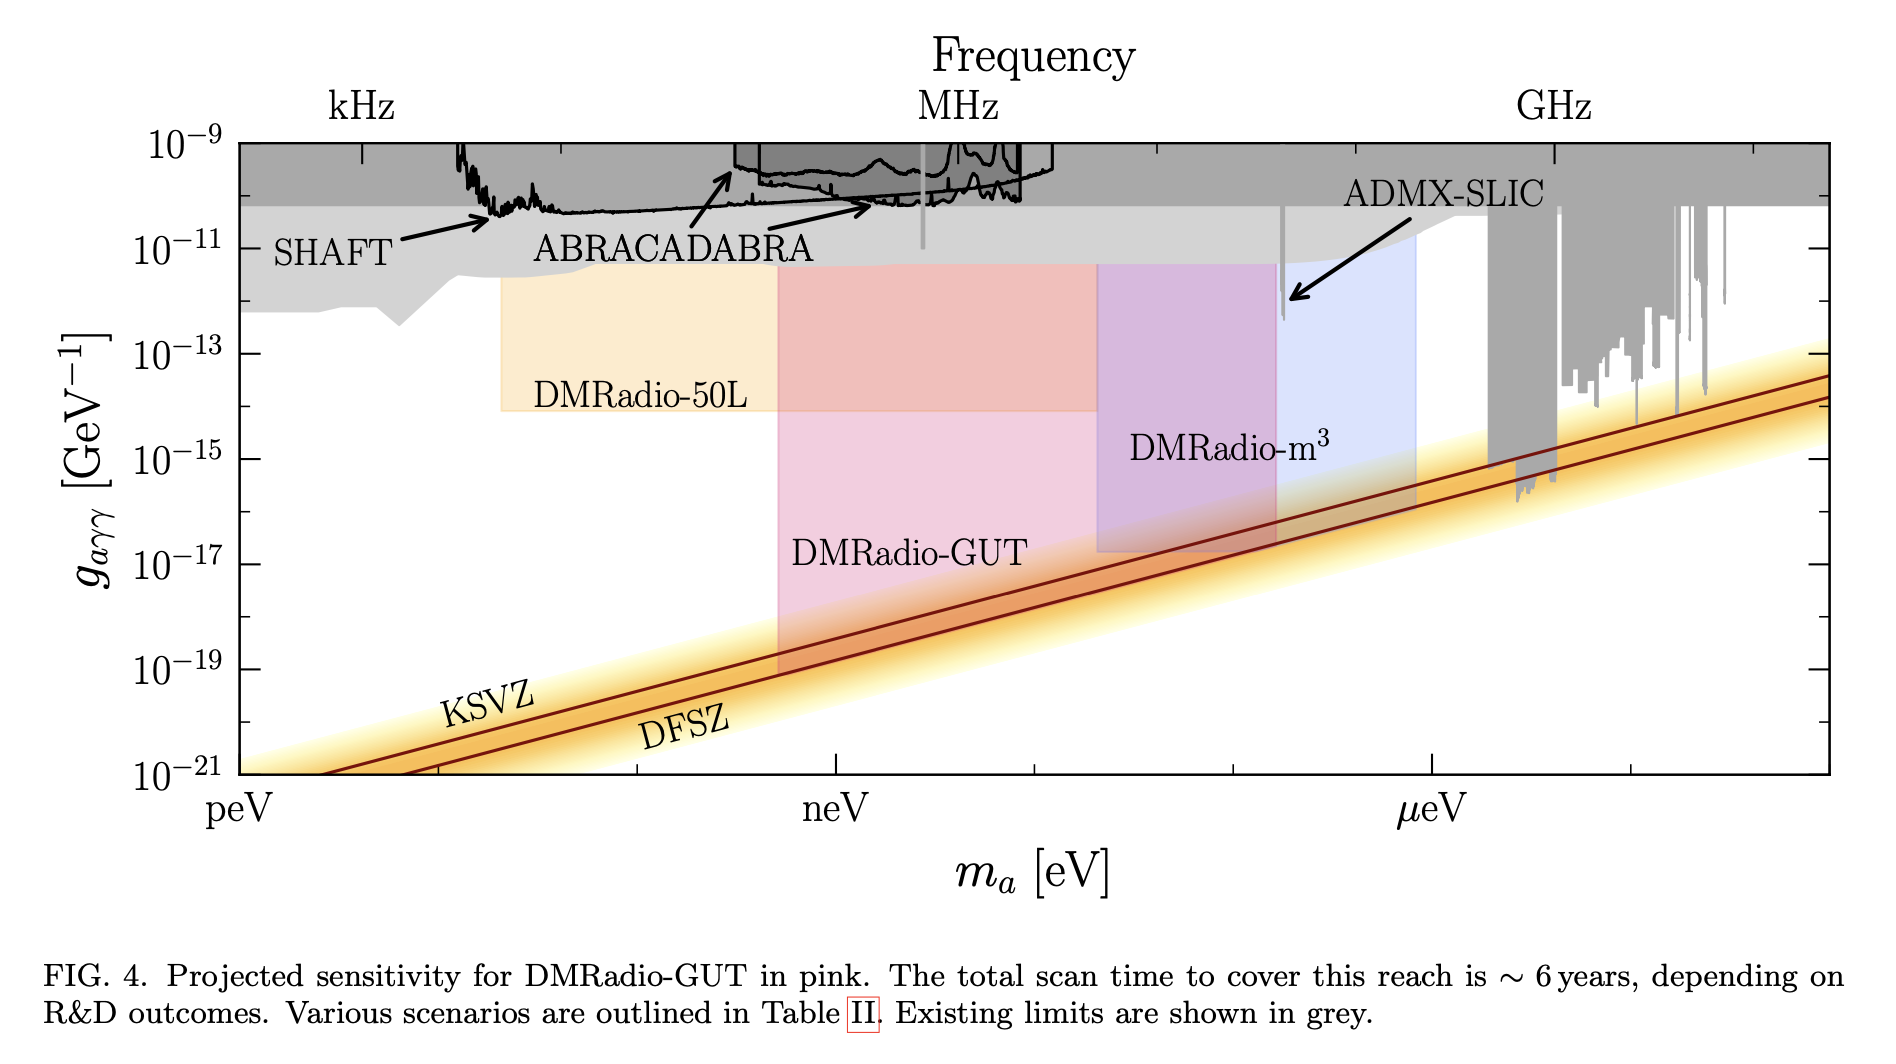 Frequency
kHz MHz GHz
10⁻⁹
10⁻¹¹
10⁻¹³
10⁻¹⁵
10⁻¹⁷
10⁻¹⁹
10⁻²¹
g_{aγγ} [GeV⁻¹]
ADMX-SLIC
SHAFT
ABRACADABRA
DMRadio-50L
DMRadio-m³
DMRadio-GUT
KSVZ
DFSZ
peV neV μeV
m_a [eV]
FIG. 4. Projected sensitivity for DMRadio-GUT in pink. The total scan time to cover this reach is ∼ 6 years, depending on
R&D outcomes. Various scenarios are outlined in Table II. Existing limits are shown in grey.